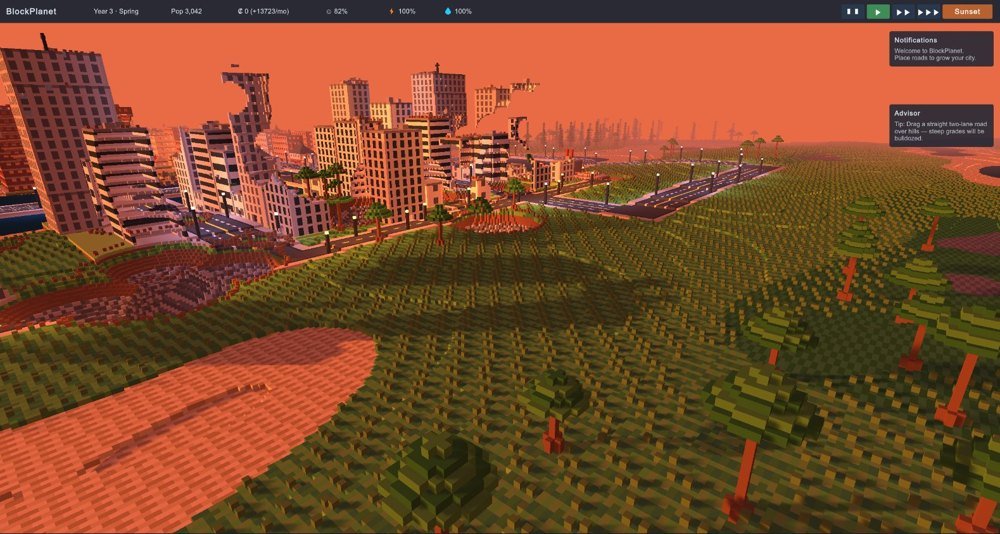 BlockPlanet
Year 3 · Spring
Pop 3,042
₡ 0 (+13723/mo)
☺ 82%
100%
100%
Sunset
Notifications
Welcome to BlockPlanet.
Place roads to grow your city.
Advisor
Tip: Drag a straight two-lane road
over hills — steep grades will be
bulldozed.